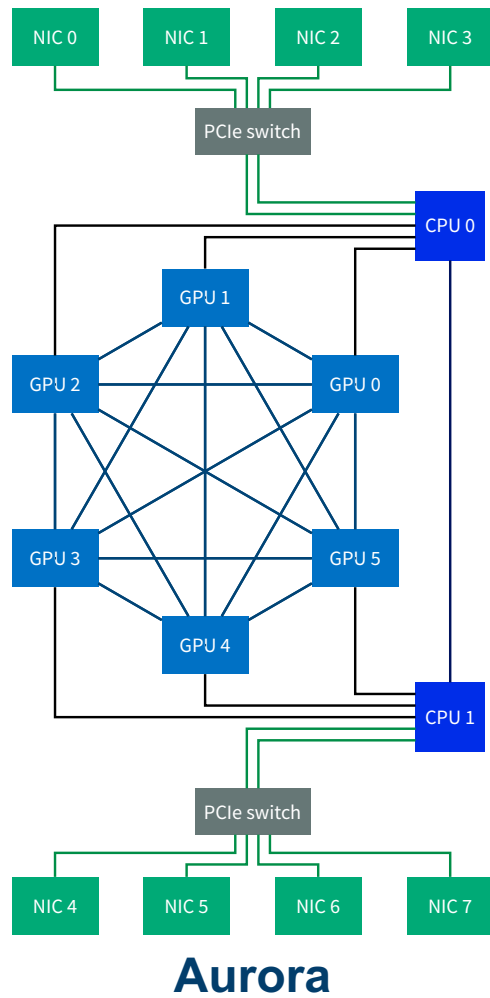 NIC 0
NIC 1
NIC 2
NIC 3
PCIe switch
CPU 0
GPU 1
GPU 2
GPU 0
GPU 3
GPU 5
GPU 4
CPU 1
PCIe switch
NIC 4
NIC 5
NIC 6
NIC 7
Aurora